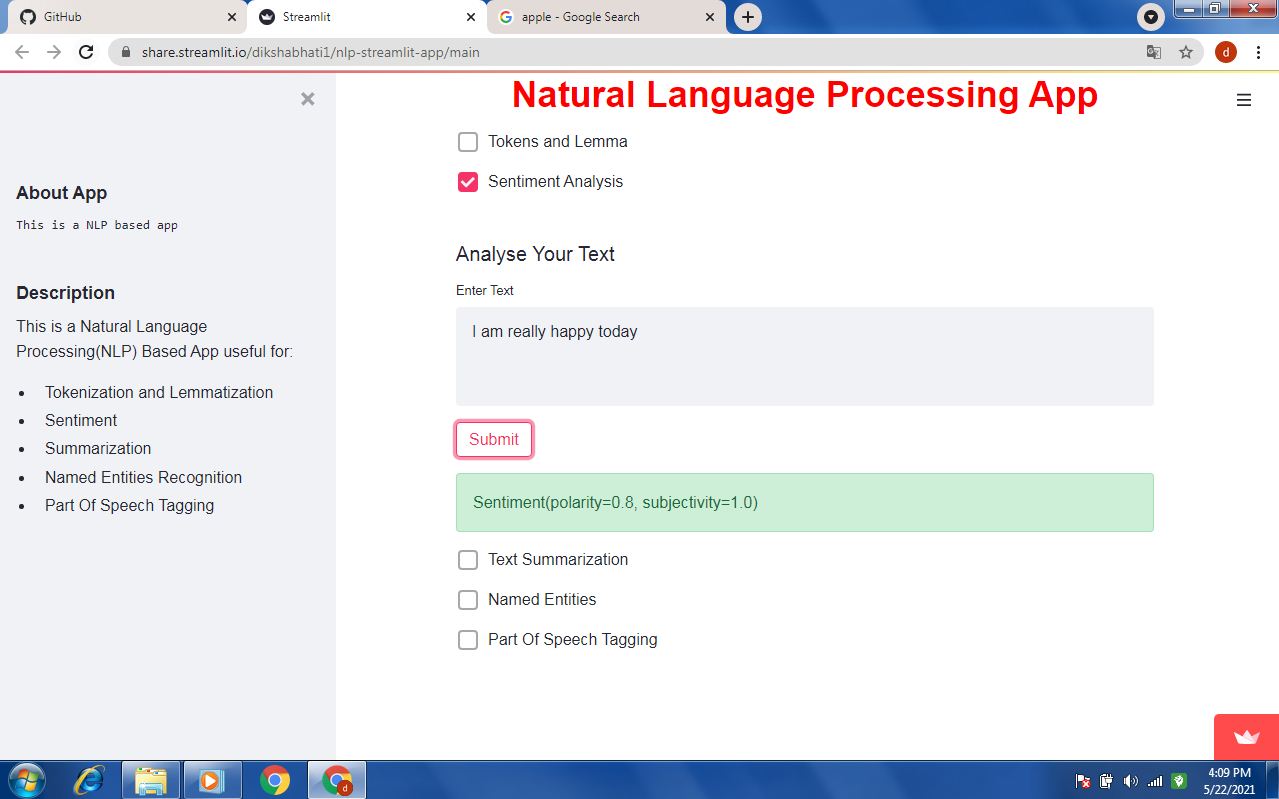 GitHub
Streamlit
apple - Google Search
share.streamlit.io/dikshabhati1/nlp-streamlit-app/main
d
Natural Language Processing App
Tokens and Lemma
Sentiment Analysis
About App
This is a NLP based app
Description
This is a Natural Language
Processing(NLP) Based App useful for:
Tokenization and Lemmatization
Sentiment
Summarization
Named Entities Recognition
Part Of Speech Tagging
Analyse Your Text
Enter Text
I am really happy today
Submit
Sentiment(polarity=0.8, subjectivity=1.0)
Text Summarization
Named Entities
Part Of Speech Tagging
d
4:09 PM
5/22/2021